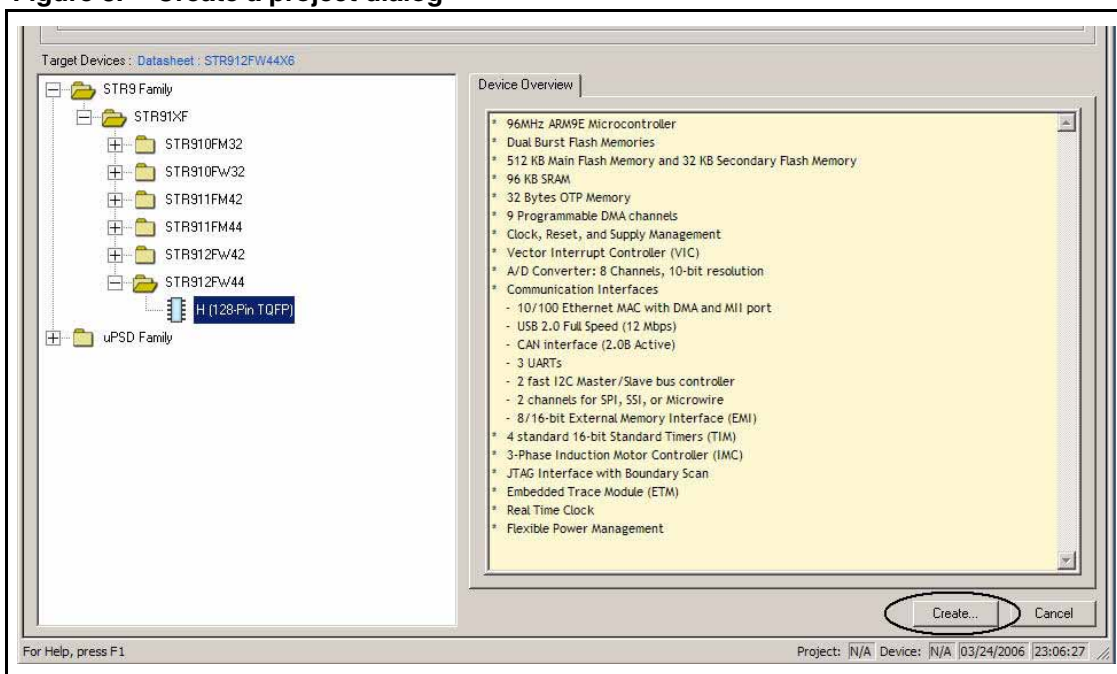 Figure 3. Create a project dialog
Target Devices : Datasheet : STR912FW44X6
STR9 Family
STR91XF
STR910FM32
STR910FW32
STR911FM42
STR911FM44
STR912FW42
STR912FW44
H (128-Pin TQFP)
uPSD Family
Device Overview
* 96MHz ARM9E Microcontroller
* Dual Burst Flash Memories
* 512 KB Main Flash Memory and 32 KB Secondary Flash Memory
* 96 KB SRAM
* 32 Bytes OTP Memory
* 9 Programmable DMA channels
* Clock, Reset, and Supply Management
* Vector Interrupt Controller (VIC)
* A/D Converter: 8 Channels, 10-bit resolution
* Communication Interfaces
- 10/100 Ethernet MAC with DMA and MII port
- USB 2.0 Full Speed (12 Mbps)
- CAN interface (2.0B Active)
- 3 UARTs
- 2 fast I2C Master/Slave bus controller
- 2 channels for SPI, SSI, or Microwire
- 8/16-bit External Memory Interface (EMI)
* 4 standard 16-bit Standard Timers (TIM)
* 3-Phase Induction Motor Controller (IMC)
* JTAG Interface with Boundary Scan
* Embedded Trace Module (ETM)
* Real Time Clock
* Flexible Power Management
Create... Cancel
For Help, press F1
Project: N/A Device: N/A 03/24/2006 23:06:27